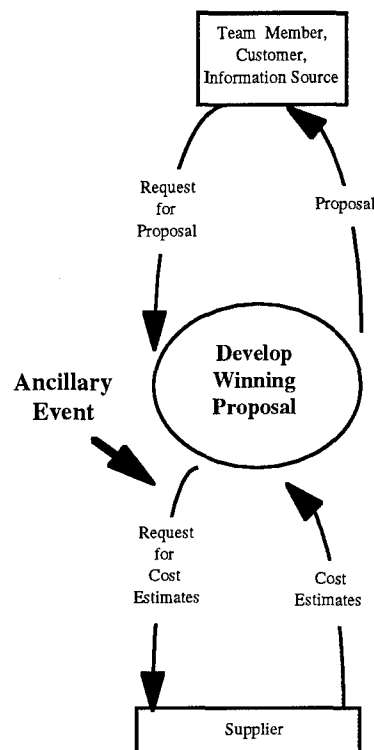 Team Member,
Customer,
Information Source
Request
for
Proposal
Proposal
Develop
Winning
Proposal
Ancillary
Event
Request
for
Cost
Estimates
Cost
Estimates
Supplier